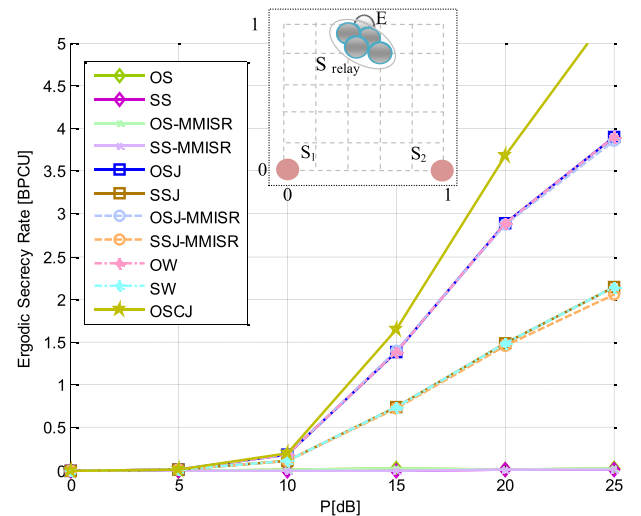 1
E
S relay
S1
S2
0
0
1
5
4
3.5
3
2.5
2
1.5
1
0.5
0
Ergodic Secrecy Rate [BPCU]
OS
SS
OS-MMISR
SS-MMISR
OSJ
SSJ
OSJ-MMISR
SSJ-MMISR
OW
SW
OSCJ
0
5
10
15
20
25
P[dB]